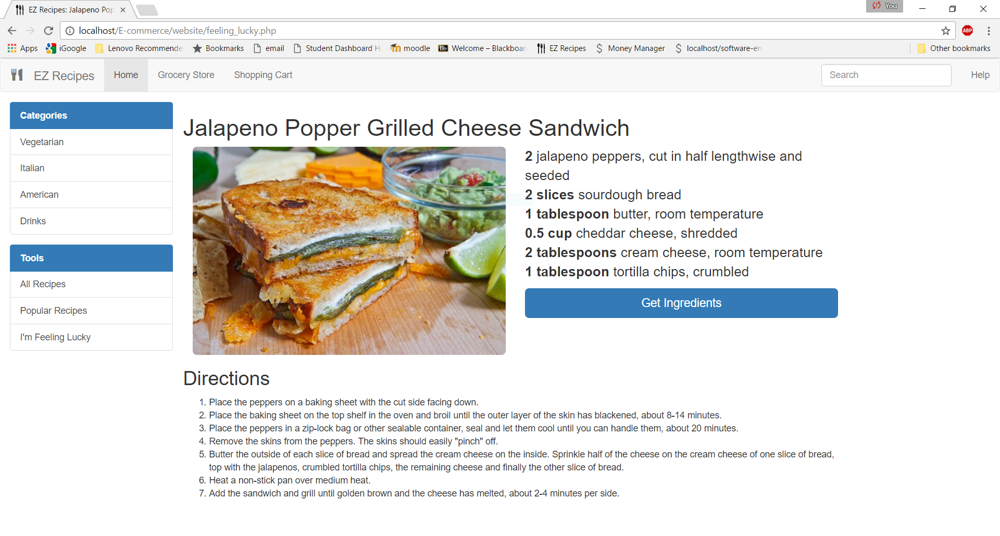 EZ Recipes: Jalapeno Pop
You
localhost/E-commerce/website/feeling_lucky.php
ABP
Apps iGoogle Lenovo Recommende Bookmarks email Student Dashboard H moodle Bb Welcome – Blackboar EZ Recipes Money Manager localhost/software-en Other bookmarks
EZ Recipes Home Grocery Store Shopping Cart Search Help
Categories
Vegetarian
Italian
American
Drinks
Tools
All Recipes
Popular Recipes
I'm Feeling Lucky
Jalapeno Popper Grilled Cheese Sandwich
2 jalapeno peppers, cut in half lengthwise and
seeded
2 slices sourdough bread
1 tablespoon butter, room temperature
0.5 cup cheddar cheese, shredded
2 tablespoons cream cheese, room temperature
1 tablespoon tortilla chips, crumbled
Get Ingredients
Directions
1. Place the peppers on a baking sheet with the cut side facing down.
2. Place the baking sheet on the top shelf in the oven and broil until the outer layer of the skin has blackened, about 8-14 minutes.
3. Place the peppers in a zip-lock bag or other sealable container, seal and let them cool until you can handle them, about 20 minutes.
4. Remove the skins from the peppers. The skins should easily "pinch" off.
5. Butter the outside of each slice of bread and spread the cream cheese on the inside. Sprinkle half of the cheese on the cream cheese of one slice of bread,
top with the jalapenos, crumbled tortilla chips, the remaining cheese and finally the other slice of bread.
6. Heat a non-stick pan over medium heat.
7. Add the sandwich and grill until golden brown and the cheese has melted, about 2-4 minutes per side.